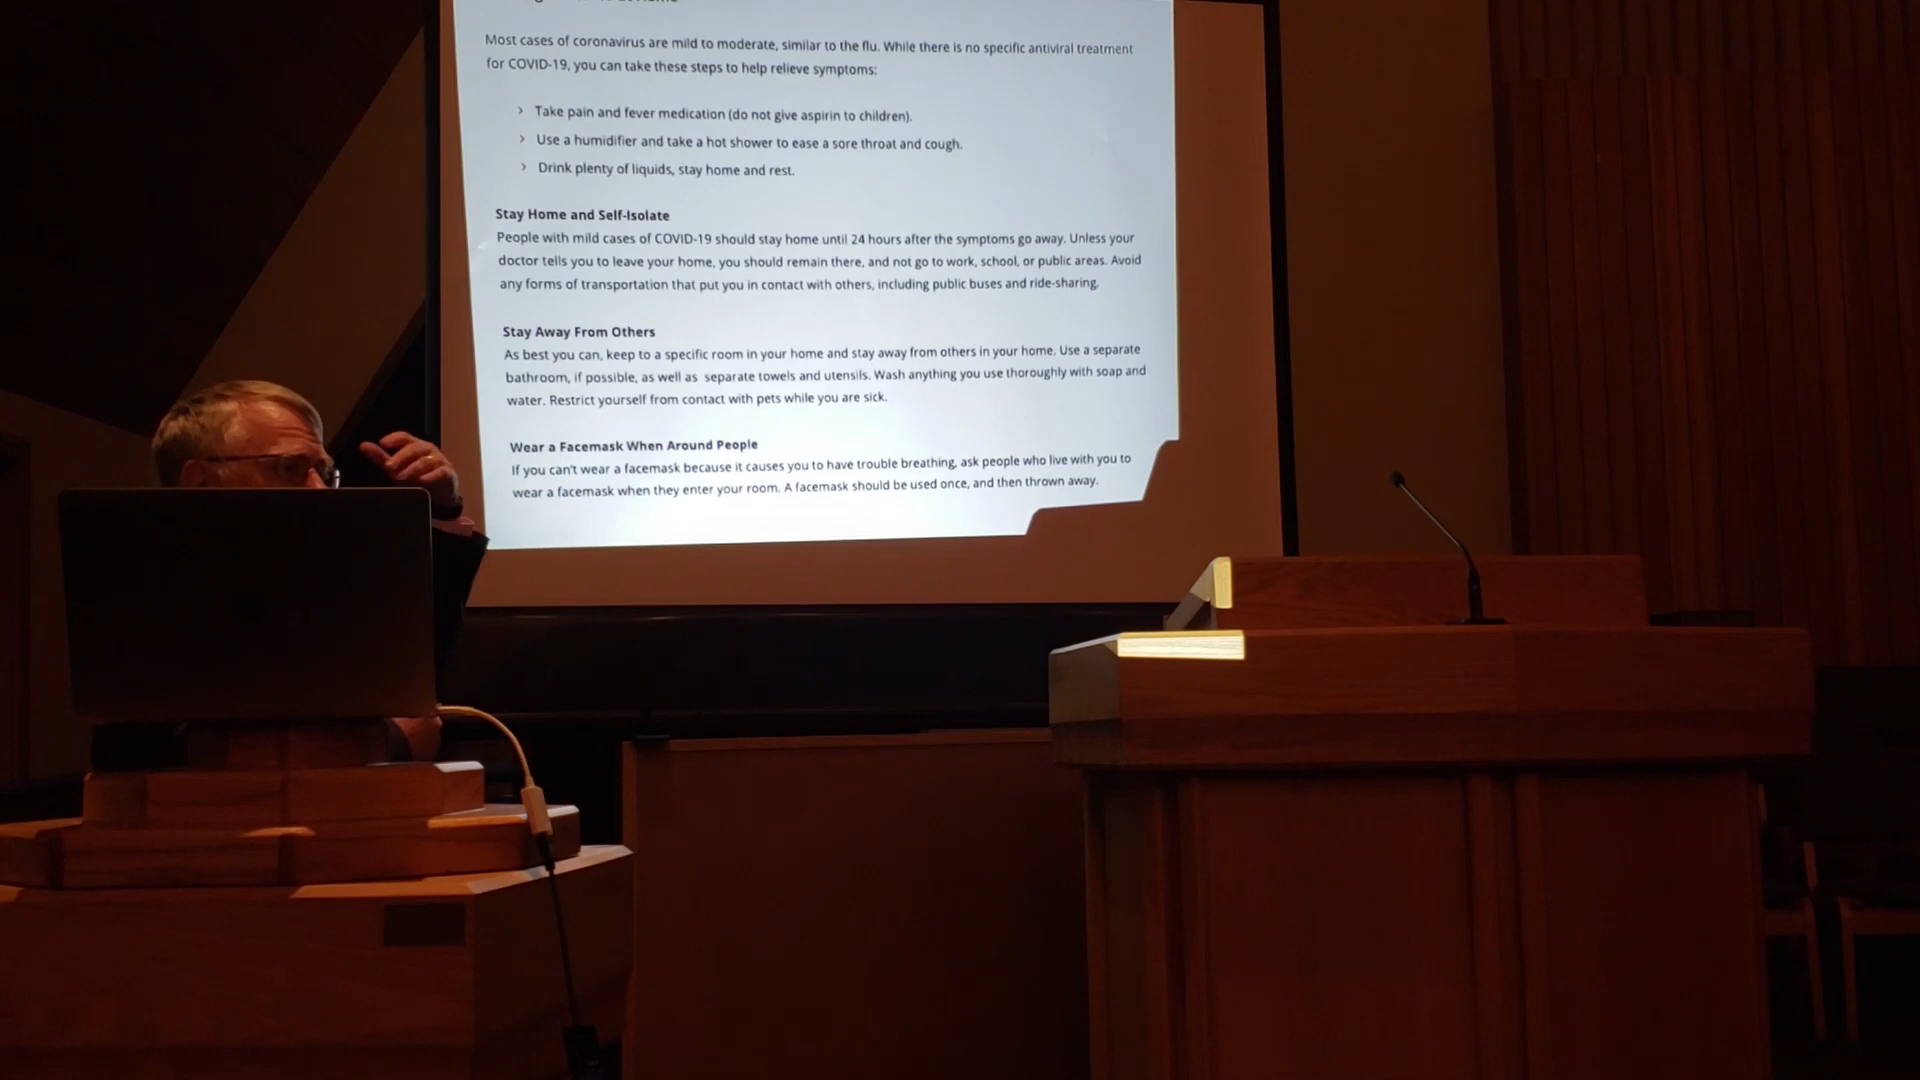 Most cases of coronavirus are mild to moderate, similar to the flu. While there is no specific antiviral treatment
for COVID-19, you can take these steps to help relieve symptoms:
> Take pain and fever medication (do not give aspirin to children).
> Use a humidifier and take a hot shower to ease a sore throat and cough.
> Drink plenty of liquids, stay home and rest.
Stay Home and Self-Isolate
People with mild cases of COVID-19 should stay home until 24 hours after the symptoms go away. Unless your
doctor tells you to leave your home, you should remain there, and not go to work, school, or public areas. Avoid
any forms of transportation that put you in contact with others, including public buses and ride-sharing.
Stay Away From Others
As best you can, keep to a specific room in your home and stay away from others in your home. Use a separate
bathroom, if possible, as well as separate towels and utensils. Wash anything you use thoroughly with soap and
water. Restrict yourself from contact with pets while you are sick.
Wear a Facemask When Around People
If you can't wear a facemask because it causes you to have trouble breathing, ask people who live with you to
wear a facemask when they enter your room. A facemask should be used once, and then thrown away.